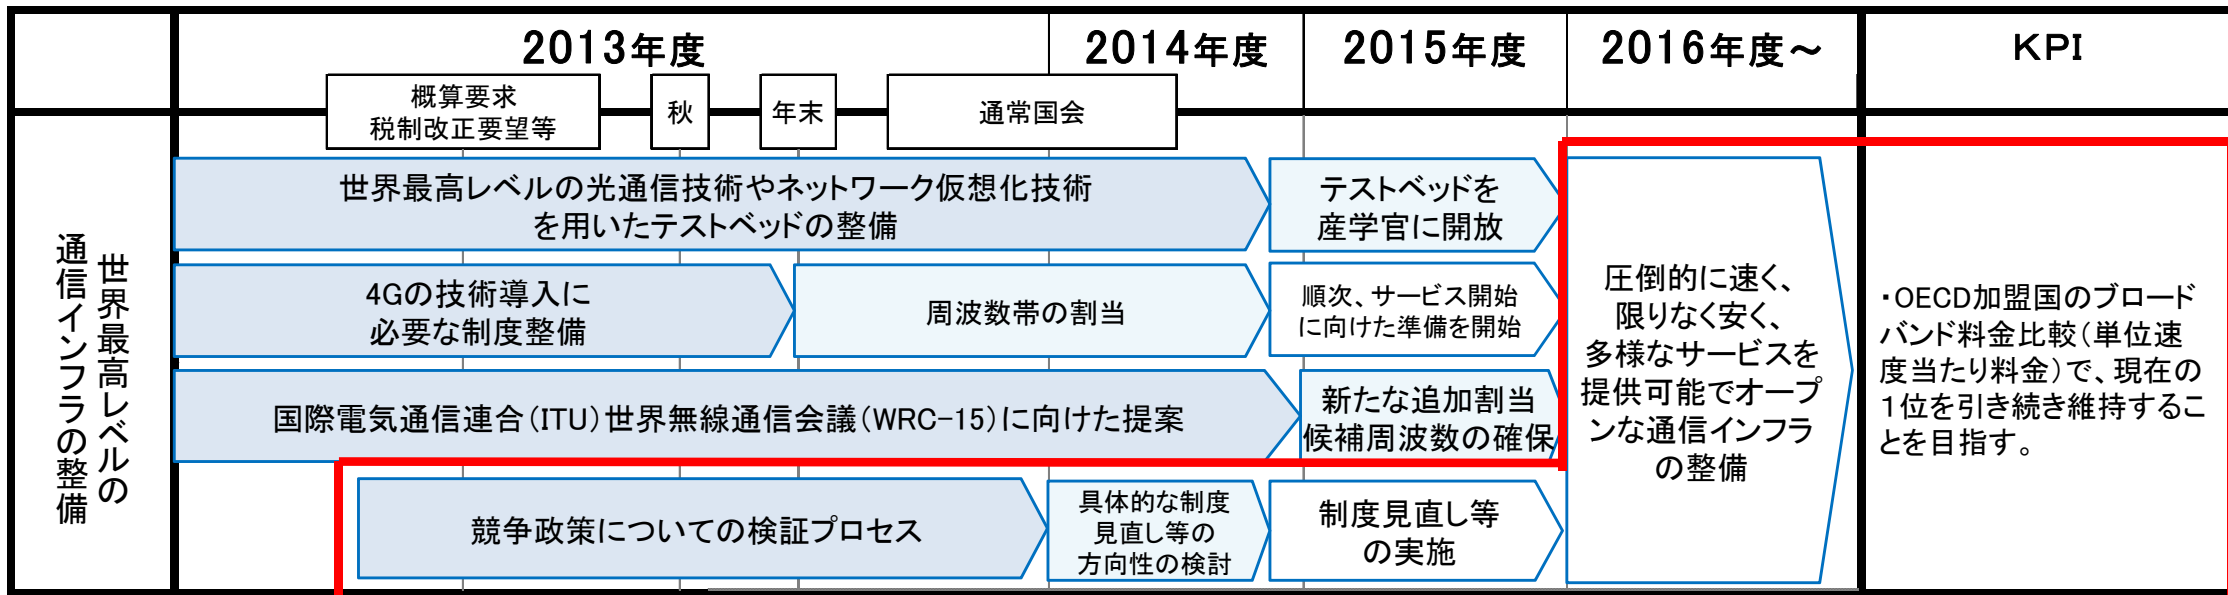 2013年度
2014年度
2015年度
2016年度～
KPI
概算要求
税制改正要望等
秋
年末
通常国会
世界最高レベルの
通信インフラの整備
世界最高レベルの光通信技術やネットワーク仮想化技術
を用いたテストベッドの整備
テストベッドを
産学官に開放
4Gの技術導入に
必要な制度整備
周波数帯の割当
順次、サービス開始
に向けた準備を開始
国際電気通信連合（ITU）世界無線通信会議（WRC-15）に向けた提案
新たな追加割当
候補周波数の確保
競争政策についての検証プロセス
具体的な制度
見直し等の
方向性の検討
制度見直し等
の実施
圧倒的に速く、
限りなく安く、
多様なサービスを
提供可能でオープ
ンな通信インフラ
の整備
・OECD加盟国のブロード
バンド料金比較（単位速
度当たり料金）で、現在の
１位を引き続き維持するこ
とを目指す。